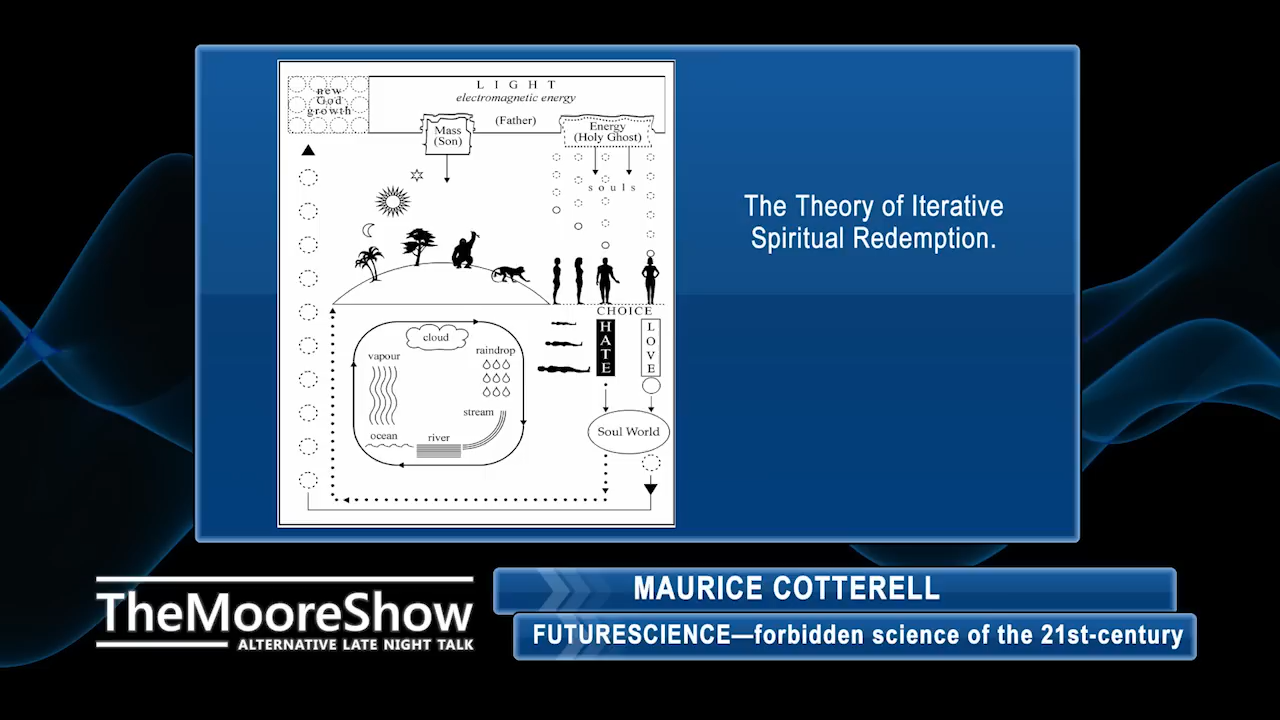 new
God
growth
LIGHT
electromagnetic energy
(Father)
Mass
(Son)
Energy
(Holy Ghost)
souls
CHOICE
HATE
LOVE
cloud
vapour
raindrop
stream
ocean
river
Soul World
The Theory of Iterative
Spiritual Redemption.
TheMooreShow
ALTERNATIVE LATE NIGHT TALK
MAURICE COTTERELL
FUTURESCIENCE—forbidden science of the 21st-century